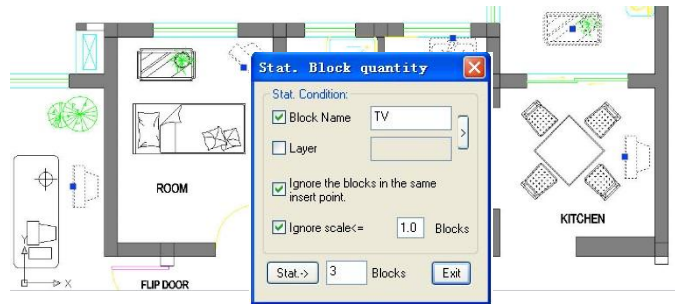 Stat. Block quantity
Stat. Condition:
Block Name
TV
>
Layer
Ignore the blocks in the same
insert point.
Ignore scale<=
1.0
Blocks
Stat.->
3
Blocks
Exit
ROOM
KITCHEN
FLIP DOOR
Y
X